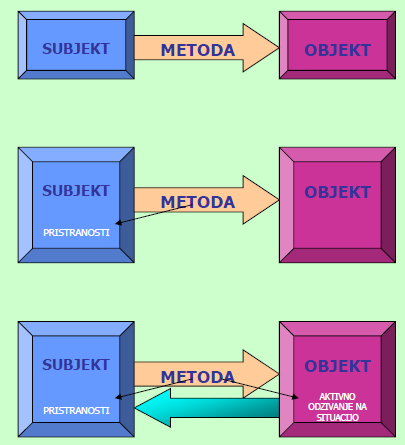 SUBJEKT
METODA
OBJEKT
SUBJEKT
METODA
OBJEKT
PRISTRANOSTI
SUBJEKT
METODA
OBJEKT
PRISTRANOSTI
AKTIVNO
ODZIVANJE NA
SITUACIJO